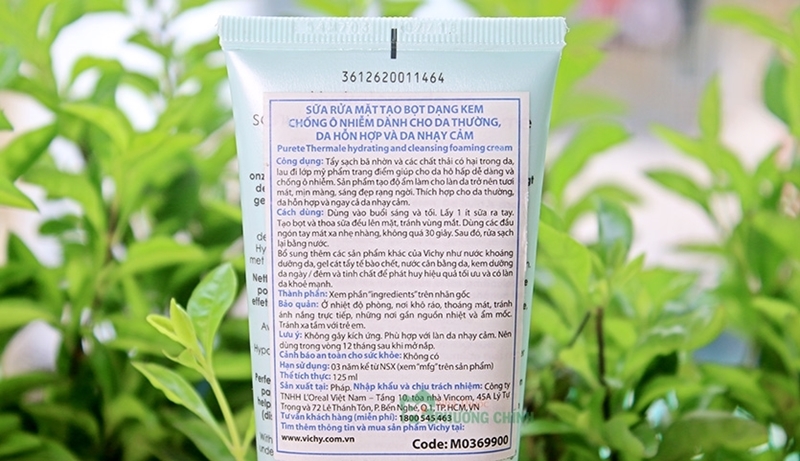 3612620011464
SỮA RỬA MẶT TẠO BỌT DẠNG KEM
CHỐNG Ô NHIỄM DÀNH CHO DA THƯỜNG,
DA HỖN HỢP VÀ DA NHẠY CẢM
Purete Thermale hydrating and cleansing foaming cream
Công dụng: Tẩy sạch bã nhờn và các chất thải có hại trong da,
lau đi lớp mỹ phẩm trang điểm giúp cho da hô hấp dễ dàng và
chống ô nhiễm. Sản phẩm tạo độ ẩm cho làn da trở nên tươi
mát, mịn màng, sáng đẹp rạng ngời. Thích hợp cho da thường,
da hỗn hợp và ngay cả da nhạy cảm.
Cách dùng: Dùng vào buổi sáng và tối. Lấy 1 ít sữa ra tay.
Tạo bọt và thoa sữa đều lên mặt, tránh vùng mắt. Dùng các đầu
ngón tay mát xa nhẹ nhàng, không quá 30 giây. Sau đó, rửa sạch
lại bằng nước.
Bổ sung thêm các sản phẩm khác của Vichy như nước khoáng
dưỡng da, gel cát tẩy tế bào chết, nước cân bằng da, kem dưỡng
da ngày / đêm và tinh chất để phát huy hiệu quả tối ưu và có làn
da khoẻ mạnh.
Thành phần: Xem phần "ingredients" trên nhãn gốc
Bảo quản: Ở nhiệt độ phòng, nơi khô ráo, thoáng mát, tránh
ánh nắng trực tiếp, những nơi gần nguồn nhiệt và ẩm mốc.
Tránh xa tầm với trẻ em.
Lưu ý: Không gây kích ứng. Phù hợp với làn da nhạy cảm. Nên
dùng trong vòng 12 tháng sau khi mở nắp.
Cảnh báo an toàn cho sức khỏe: Không có
Hạn sử dụng: 03 năm kể từ NSX (xem "mfg" trên sản phẩm)
Thể tích thực: 125 ml
Sản xuất tại: Pháp, Nhập khẩu và chịu trách nhiệm: Công ty
TNHH L'Oreal Việt Nam – Tầng 10, tòa nhà Vincom, 45A Lý Tự
Trọng và 72 Lê Thánh Tôn, P. Bến Nghé, Q.1, TP.HCM, VN
Tư vấn khách hàng (miễn phí): 1800 545 463
Tìm thêm thông tin và mua sản phẩm Vichy tại:
www.vichy.com.vn
Code: M0369900